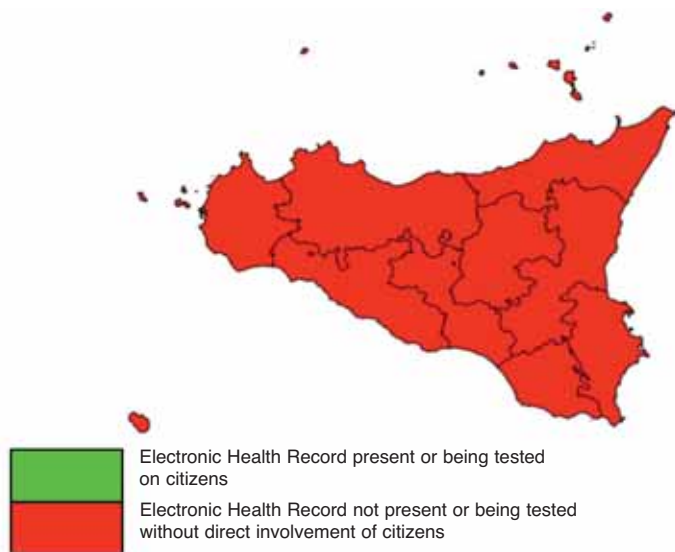 Electronic Health Record present or being tested
on citizens
Electronic Health Record not present or being tested
without direct involvement of citizens